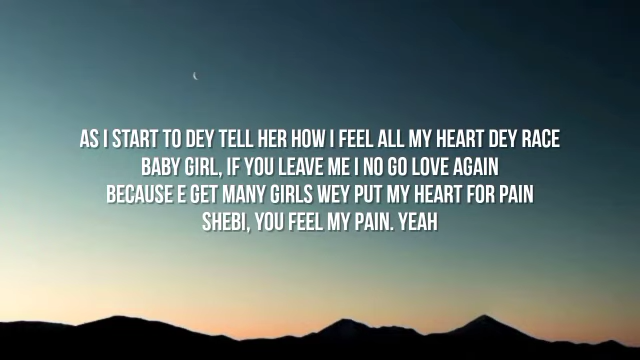 AS I START TO DEY TELL HER HOW I FEEL ALL MY HEART DEY RACE
BABY GIRL, IF YOU LEAVE ME I NO GO LOVE AGAIN
BECAUSE E GET MANY GIRLS WEY PUT MY HEART FOR PAIN
SHEBI, YOU FEEL MY PAIN. YEAH